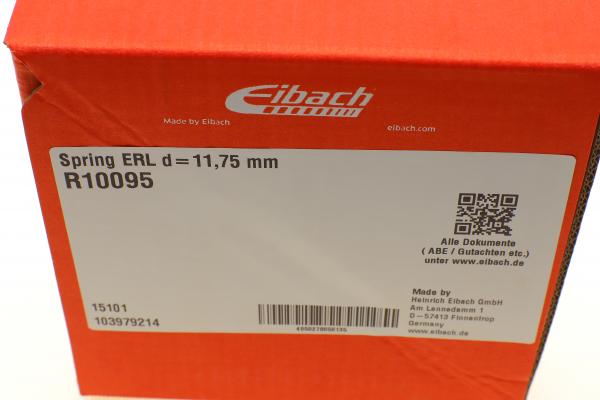 Eibach
Made by Eibach
eibach.com
Spring ERL d=11,75 mm
R10095
Alle Dokumente
( ABE / Gutachten etc.)
unter www.eibach.de
15101
103979214
Made by
Heinrich Eibach GmbH
Am Lennedamm 1
D-57413 Finnentrop
Germany
www.eibach.de